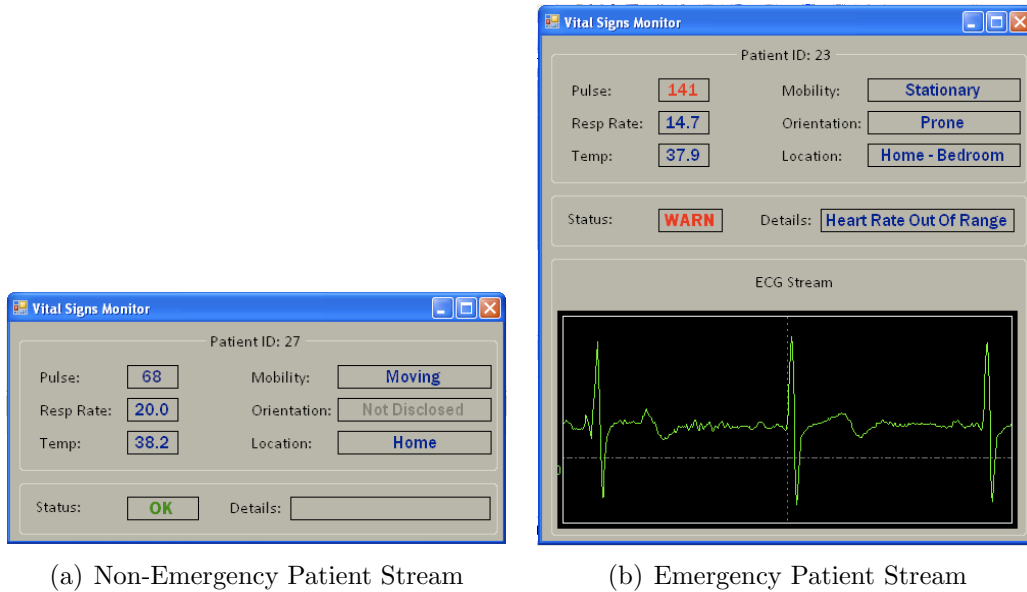 Vital Signs Monitor
Patient ID: 27
Pulse: 68 Mobility: Moving
Resp Rate: 20.0 Orientation: Not Disclosed
Temp: 38.2 Location: Home
Status: OK Details:
(a) Non-Emergency Patient Stream
Vital Signs Monitor
Patient ID: 23
Pulse: 141 Mobility: Stationary
Resp Rate: 14.7 Orientation: Prone
Temp: 37.9 Location: Home - Bedroom
Status: WARN Details: Heart Rate Out Of Range
ECG Stream
0
(b) Emergency Patient Stream